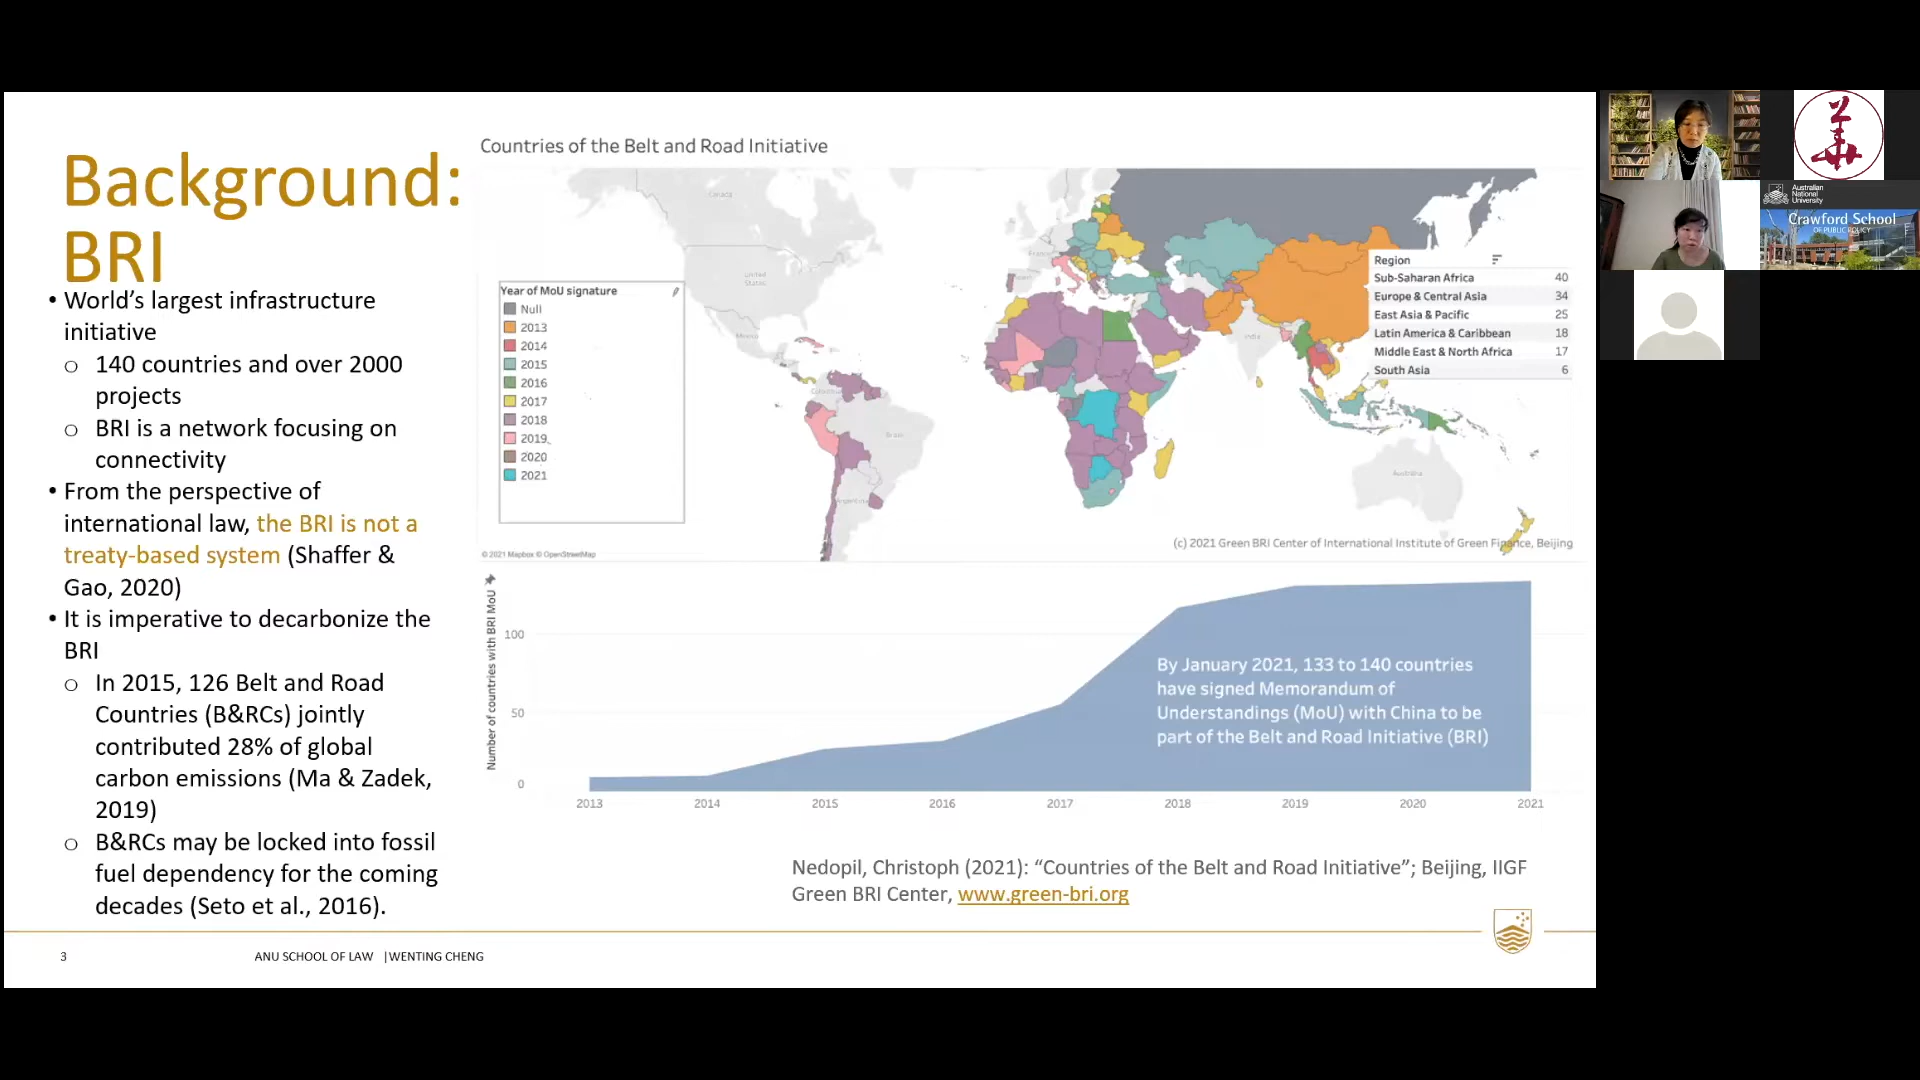 Background:
BRI
• World's largest infrastructure
initiative
o 140 countries and over 2000
projects
o BRI is a network focusing on
connectivity
• From the perspective of
international law, the BRI is not a
treaty-based system (Shaffer &
Gao, 2020)
• It is imperative to decarbonize the
BRI
o In 2015, 126 Belt and Road
Countries (B&RCs) jointly
contributed 28% of global
carbon emissions (Ma & Zadek,
2019)
o B&RCs may be locked into fossil
fuel dependency for the coming
decades (Seto et al., 2016).
Countries of the Belt and Road Initiative
Canada
United
States
Mexico
Brazil
Argentina
France
India
Australia
Year of MoU signature
Null
2013
2014
2015
2016
2017
2018
2019
2020
2021
Region
Sub-Saharan Africa 40
Europe & Central Asia 34
East Asia & Pacific 25
Latin America & Caribbean 18
Middle East & North Africa 17
South Asia 6
© 2021 Mapbox © OpenStreetMap
(c) 2021 Green BRI Center of International Institute of Green Finance, Beijing
Number of countries with BRI MoU
100
50
0
By January 2021, 133 to 140 countries
have signed Memorandum of
Understandings (MoU) with China to be
part of the Belt and Road Initiative (BRI)
2013 2014 2015 2016 2017 2018 2019 2020 2021
Nedopil, Christoph (2021): “Countries of the Belt and Road Initiative”; Beijing, IIGF
Green BRI Center, www.green-bri.org
3
ANU SCHOOL OF LAW |WENTING CHENG
Australian
National
University
Crawford School
OF PUBLIC POLICY